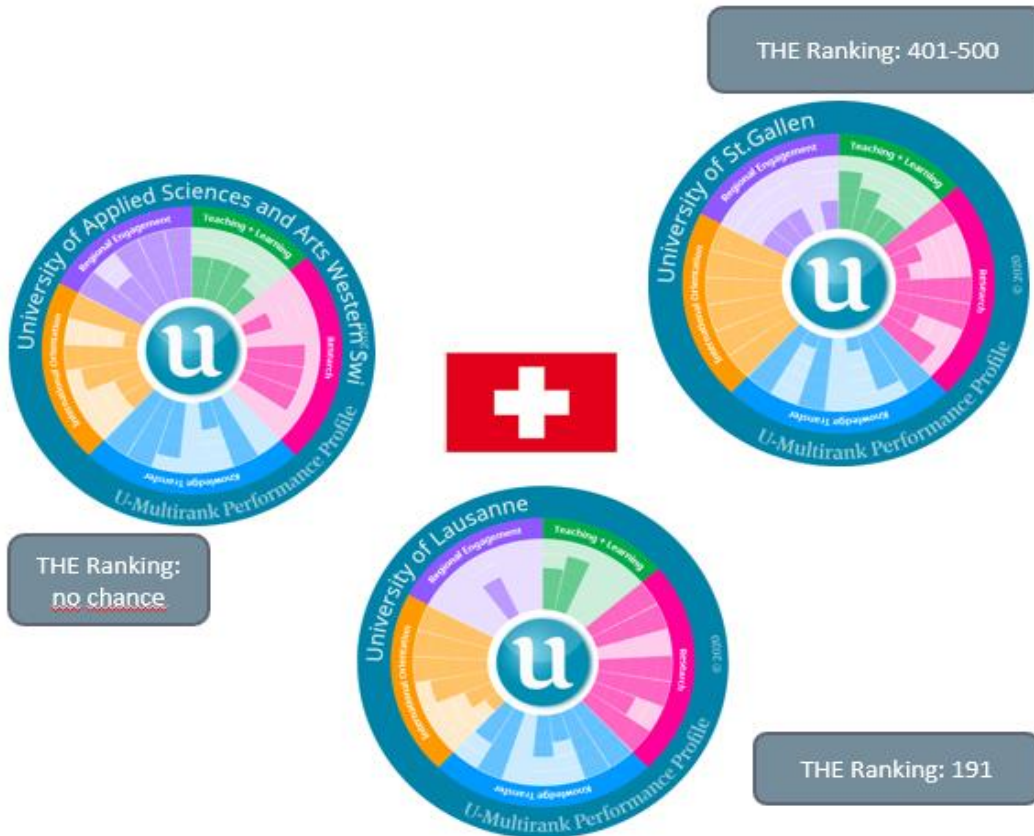 THE Ranking: 401-500
University of St.Gallen
Regional Engagement
Teaching + Learning
Research
Knowledge Transfer
International Orientation
© 2020
U-Multirank Performance Profile
u
University of Applied Sciences and Arts Western Swi
Regional Engagement
Teaching + Learning
Research
Knowledge Transfer
International Orientation
U-Multirank Performance Profile
u
THE Ranking:
no chance
University of Lausanne
Regional Engagement
Teaching + Learning
Research
Knowledge Transfer
International Orientation
© 2020
U-Multirank Performance Profile
u
THE Ranking: 191